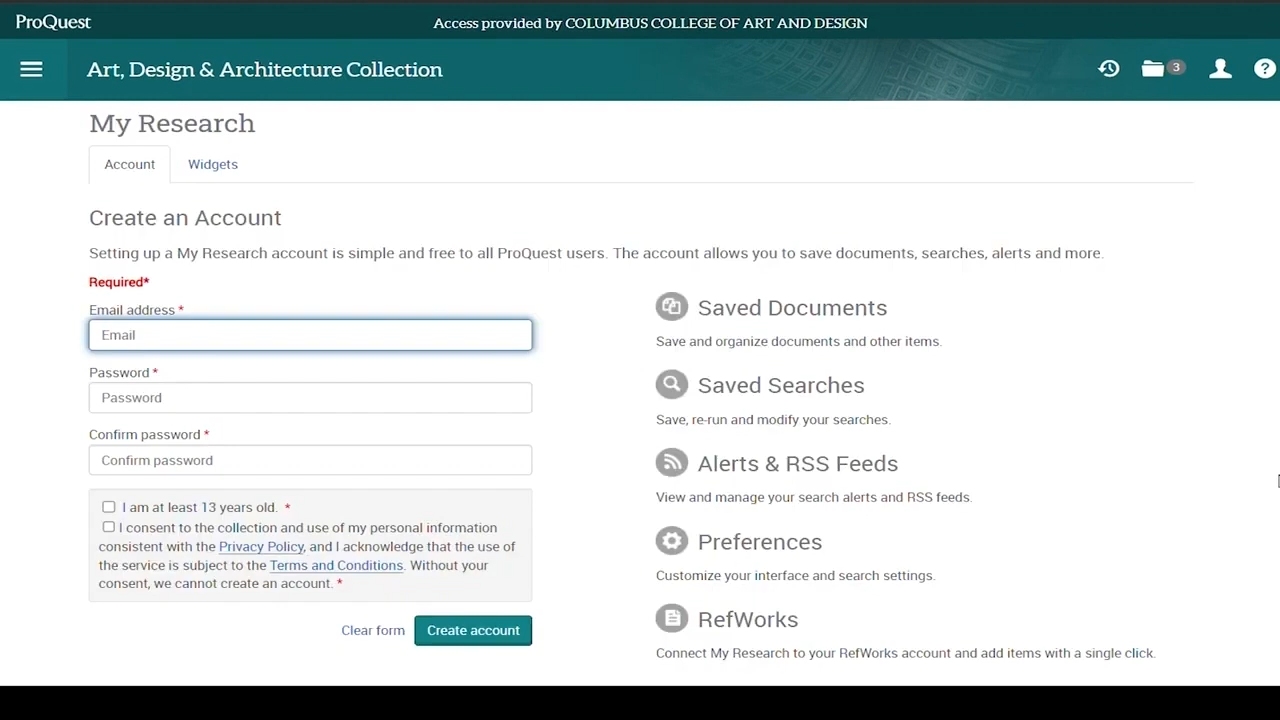 ProQuest
Access provided by COLUMBUS COLLEGE OF ART AND DESIGN
Art, Design & Architecture Collection
3
?
My Research
Account
Widgets
Create an Account
Setting up a My Research account is simple and free to all ProQuest users. The account allows you to save documents, searches, alerts and more.
Required*
Email address *
Email
Password *
Password
Confirm password *
Confirm password
I am at least 13 years old. *
I consent to the collection and use of my personal information
consistent with the Privacy Policy, and I acknowledge that the use of
the service is subject to the Terms and Conditions. Without your
consent, we cannot create an account. *
Clear form
Create account
Saved Documents
Save and organize documents and other items.
Saved Searches
Save, re-run and modify your searches.
Alerts & RSS Feeds
View and manage your search alerts and RSS feeds.
Preferences
Customize your interface and search settings.
RefWorks
Connect My Research to your RefWorks account and add items with a single click.